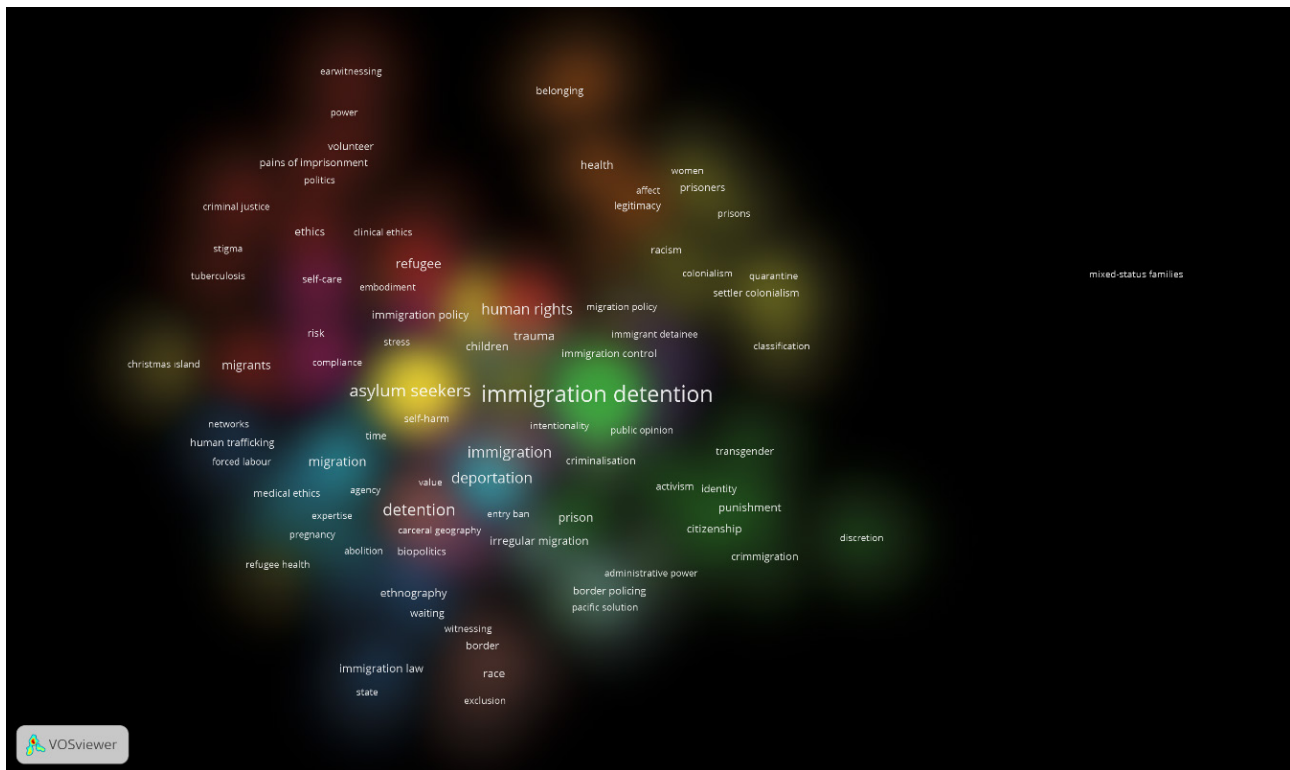 earwitnessing
belonging
power
volunteer
pains of imprisonment
health
women
politics
affect
prisoners
criminal justice
legitimacy
prisons
ethics
clinical ethics
stigma
racism
refugee
tuberculosis
self-care
colonialism
quarantine
mixed-status families
embodiment
settler colonialism
human rights
migration policy
immigration policy
risk
trauma
immigrant detainee
stress
children
classification
immigration control
christmas island
migrants
compliance
asylum seekers
immigration detention
self-harm
networks
intentionality
public opinion
time
human trafficking
immigration
transgender
forced labour
migration
criminalisation
deportation
value
medical ethics
agency
activism
identity
detention
punishment
expertise
entry ban
prison
carceral geography
citizenship
pregnancy
irregular migration
discretion
abolition
biopolitics
crimmigration
refugee health
administrative power
ethnography
border policing
waiting
pacific solution
witnessing
border
immigration law
race
state
exclusion
VOSviewer